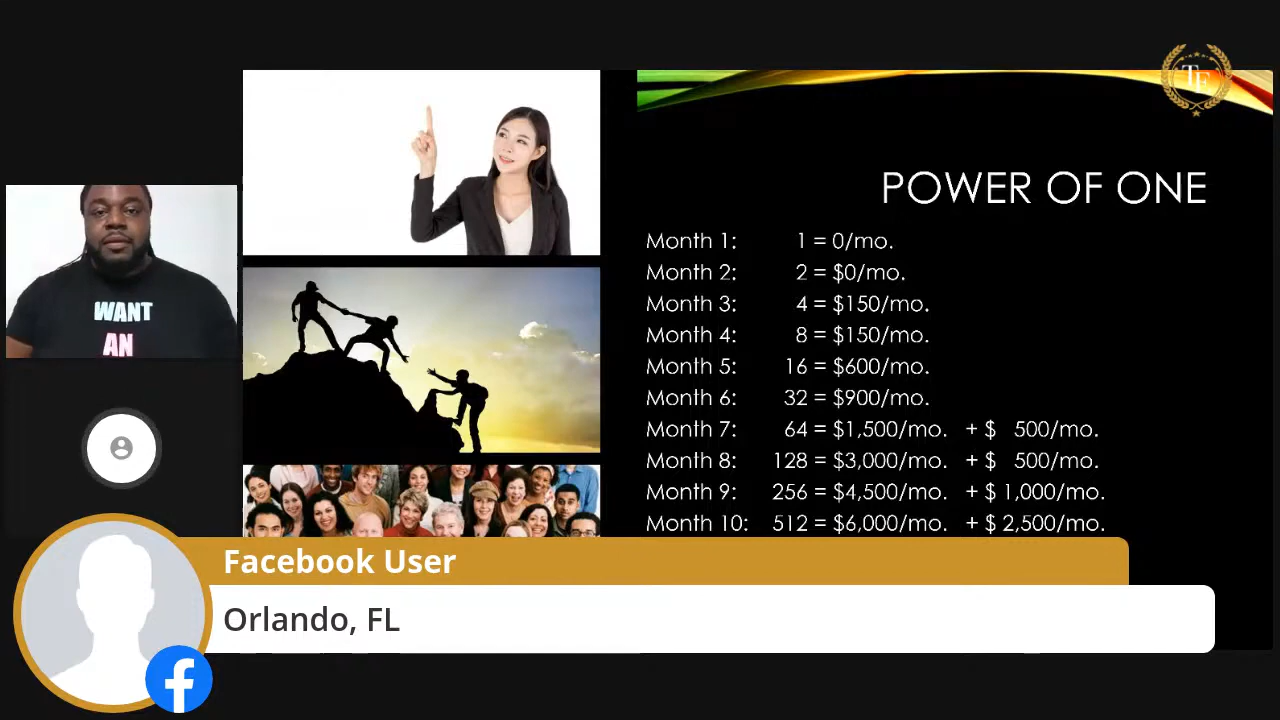 TF
WANT
AN
POWER OF ONE
Month 1: 1 = 0/mo.
Month 2: 2 = $0/mo.
Month 3: 4 = $150/mo.
Month 4: 8 = $150/mo.
Month 5: 16 = $600/mo.
Month 6: 32 = $900/mo.
Month 7: 64 = $1,500/mo. + $ 500/mo.
Month 8: 128 = $3,000/mo. + $ 500/mo.
Month 9: 256 = $4,500/mo. + $ 1,000/mo.
Month 10: 512 = $6,000/mo. + $ 2,500/mo.
Facebook User
Orlando, FL